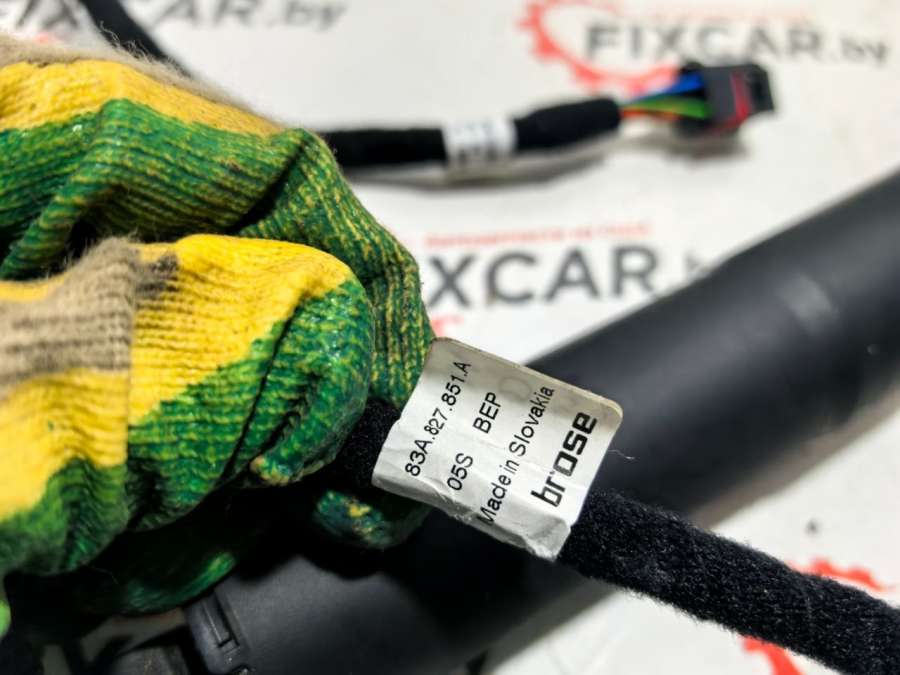 FIXCAR.by
FIXCAR.by
83A.827.851.A
05S BEP
Made in Slovakia
brose